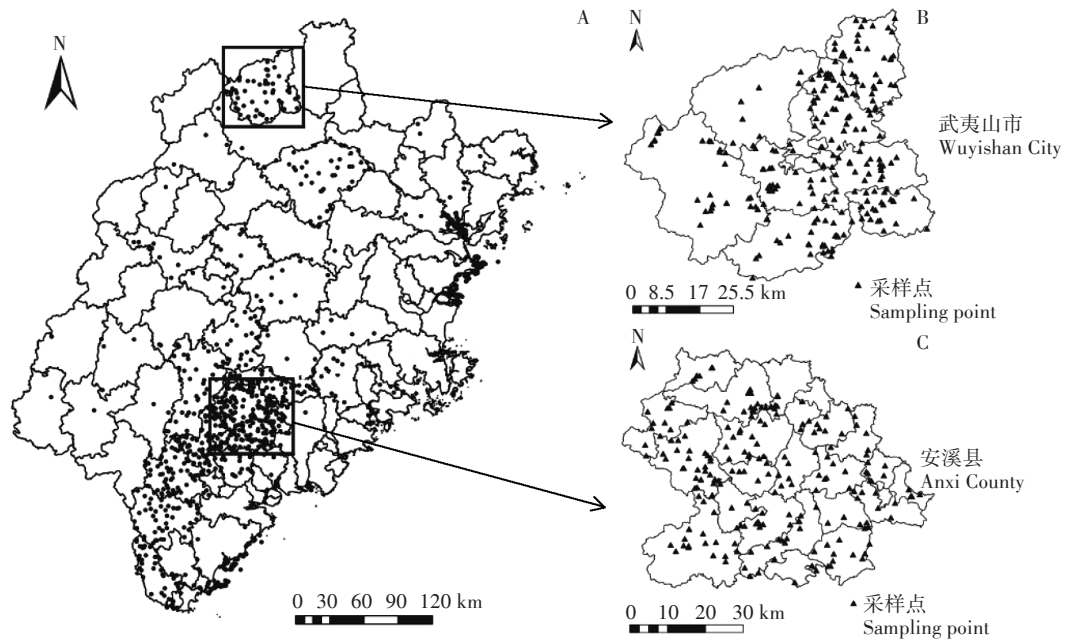 A
N
0 30 60 90 120 km
B
N
武夷山市
Wuyishan City
0 8.5 17 25.5 km
采样点
Sampling point
C
N
安溪县
Anxi County
0 10 20 30 km
采样点
Sampling point